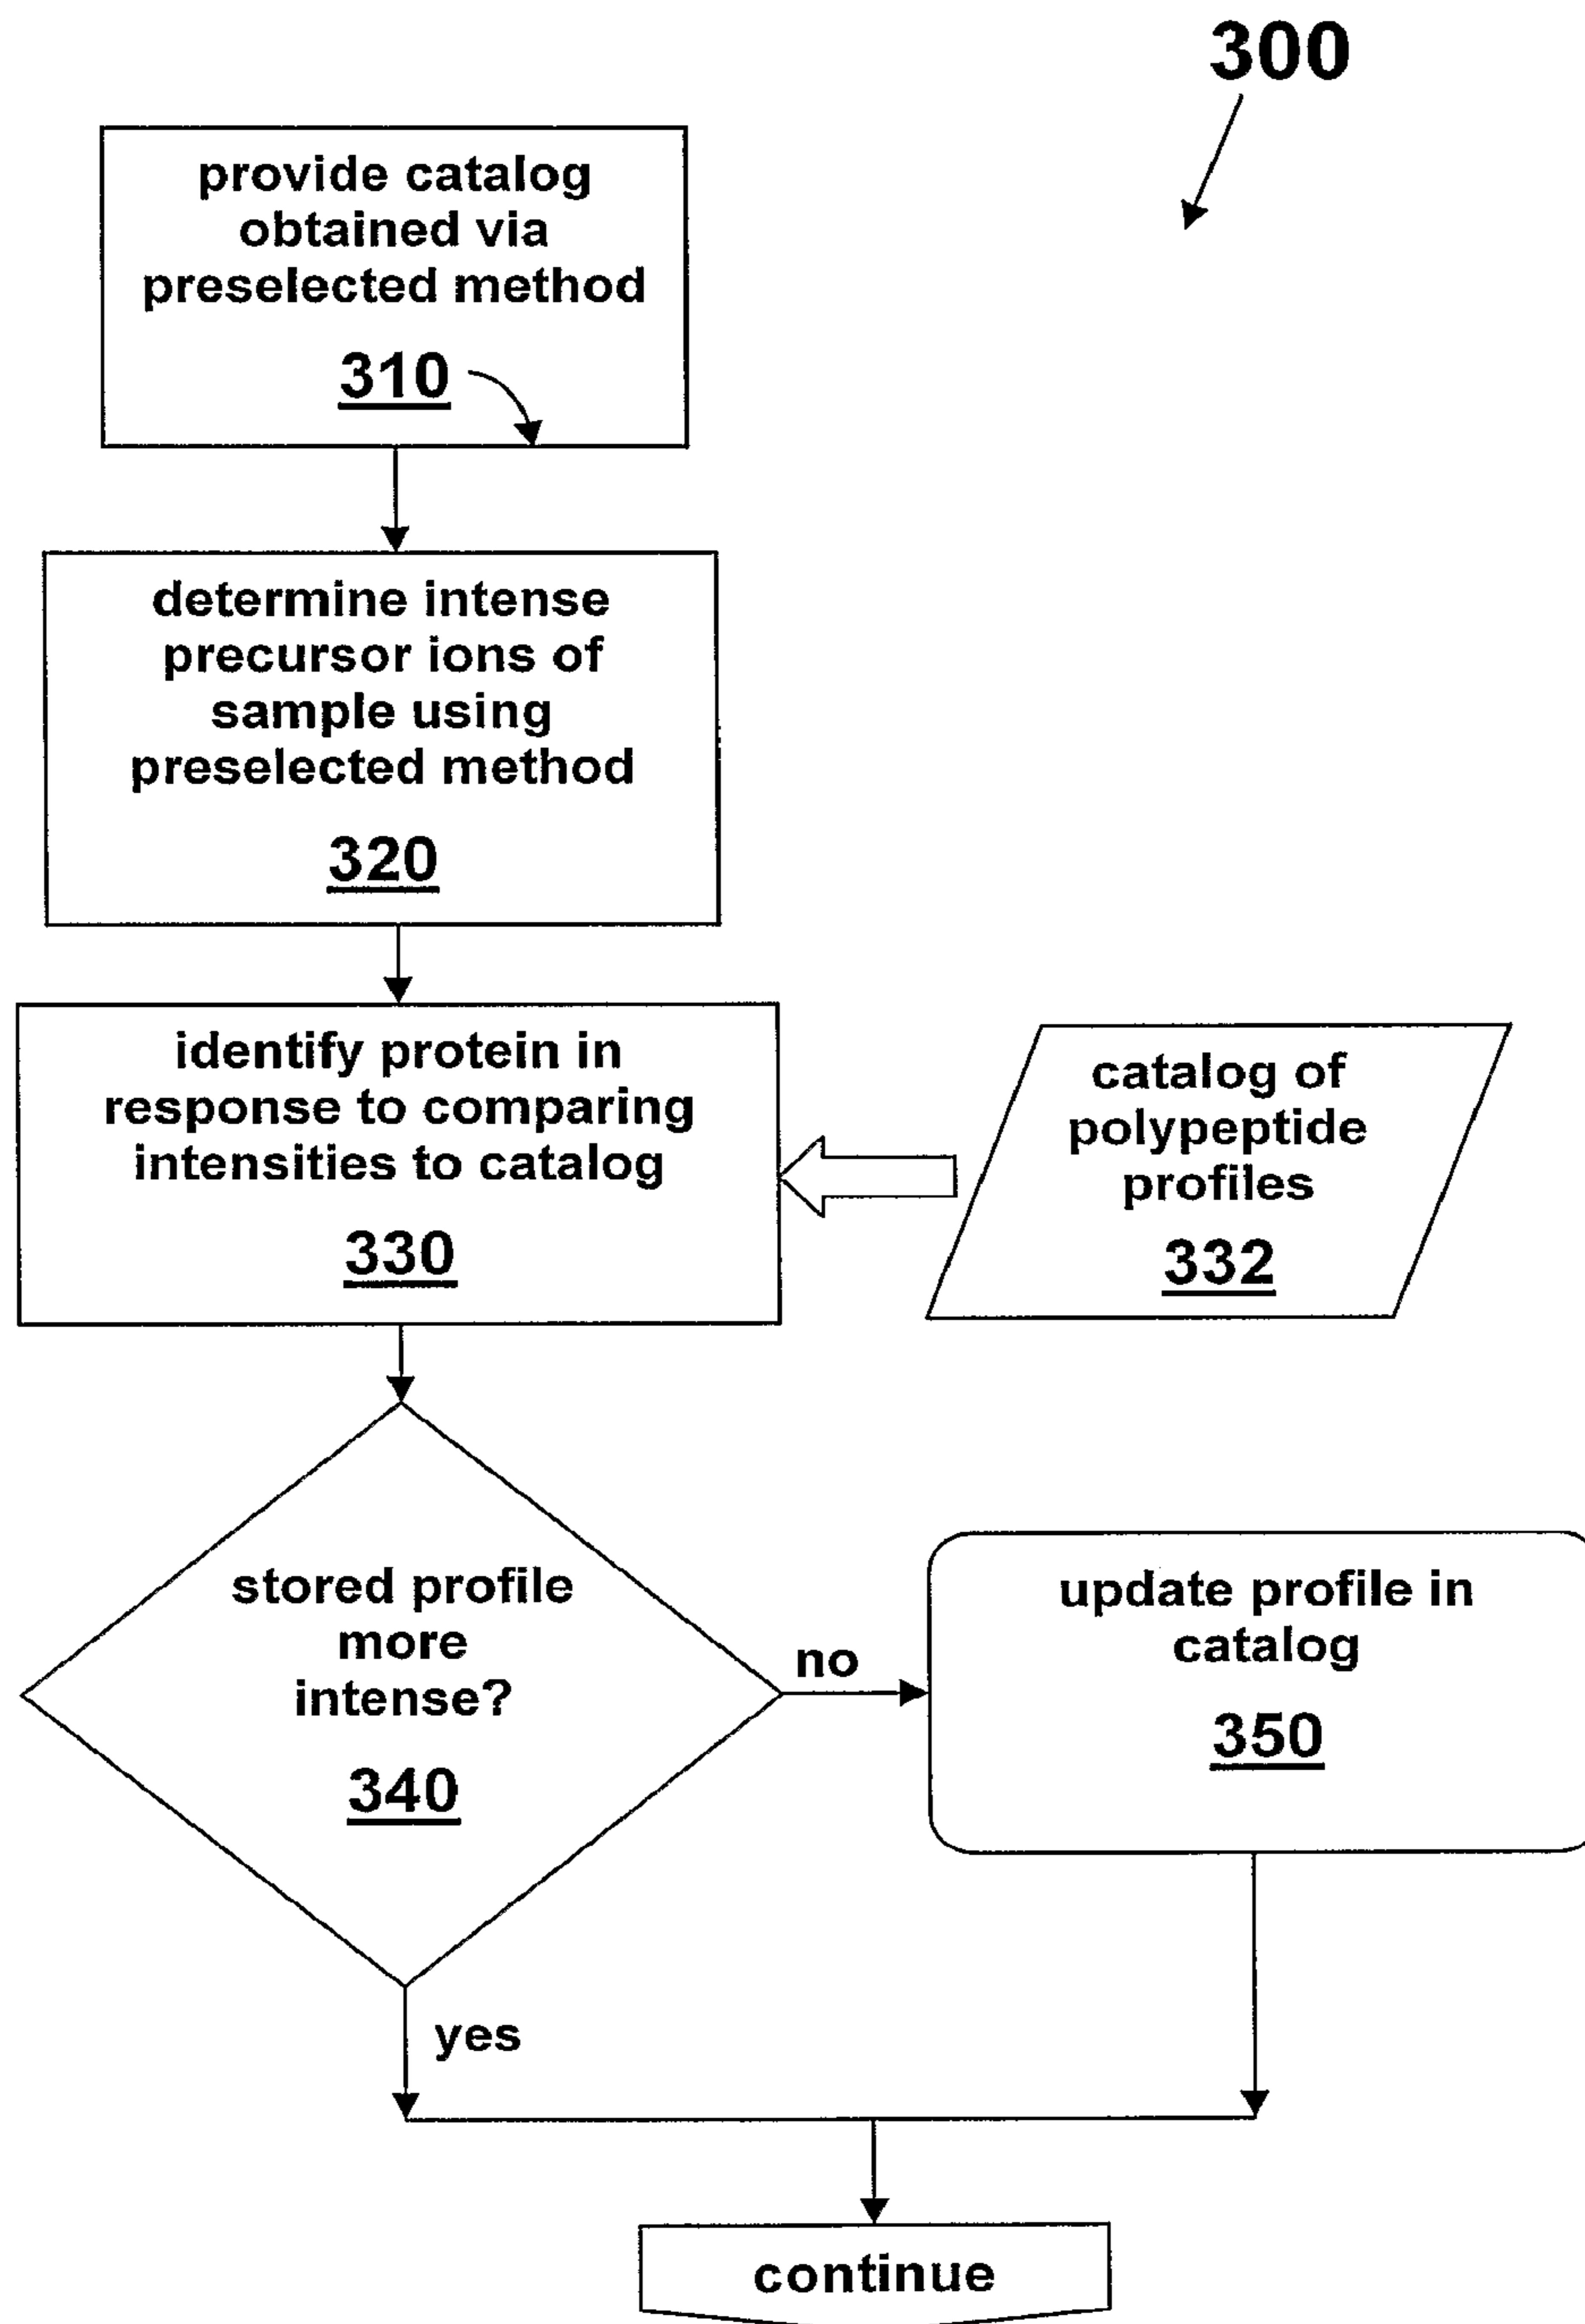 300
provide catalog
obtained via
preselected method
310
determine intense
precursor ions of
sample using
preselected method
320
identify protein in
response to comparing
intensities to catalog
330
catalog of
polypeptide
profiles
332
stored profile
more
intense?
340
no
update profile in
catalog
350
yes
continue